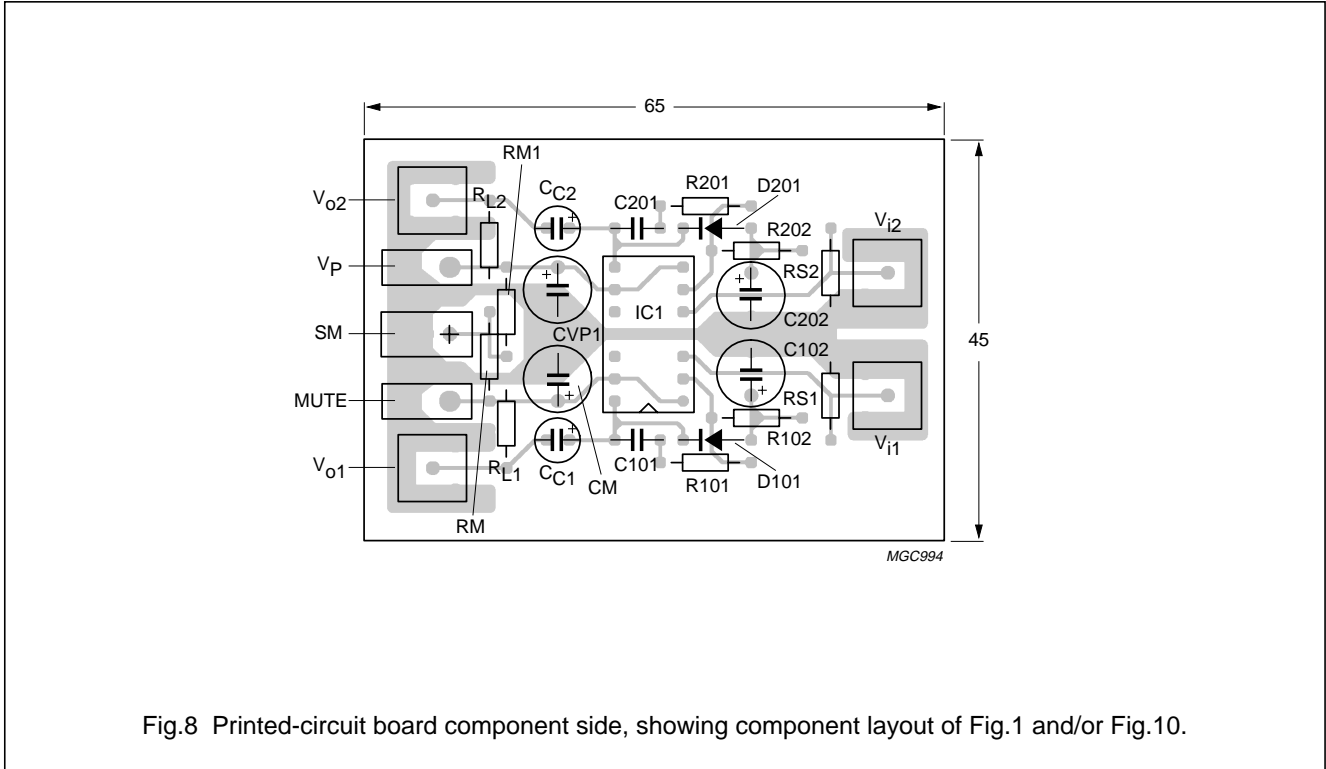 65
RM1
R201
D201
CC2
C201
RL2
Vo2
R202
Vi2
VP
RS2
IC1
C202
SM
CVP1
45
C102
MUTE
RS1
R102
Vi1
Vo1
RL1
CC1
C101
CM
R101
D101
RM
MGC994
Fig.8 Printed-circuit board component side, showing component layout of Fig.1 and/or Fig.10.